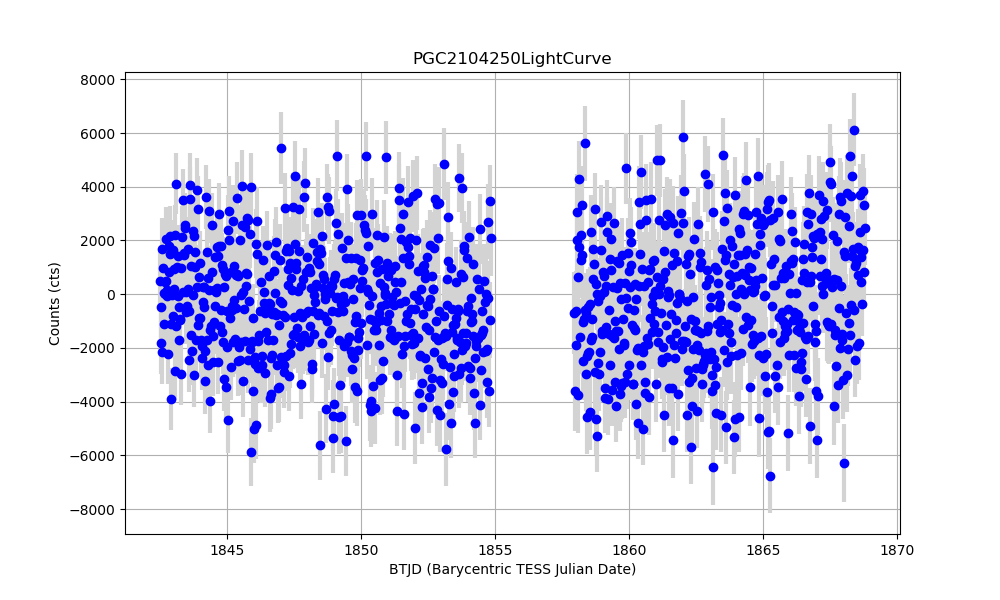 PGC2104250LightCurve
8000
6000
4000
2000
0
−2000
−4000
−6000
−8000
Counts (cts)
1845 1850 1855 1860 1865 1870
BTJD (Barycentric TESS Julian Date)